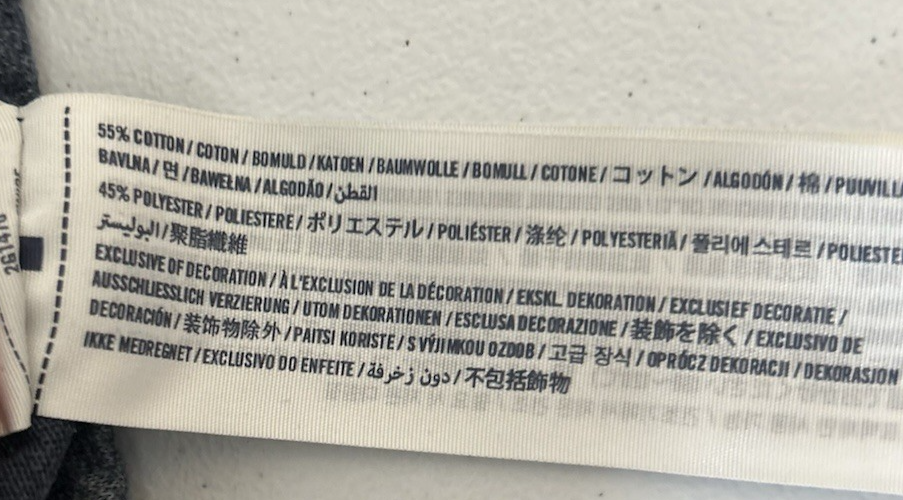 55% COTTON / COTON / BOMULD / KATOEN / BAUMWOLLE / BOMULL / COTONE / コットン / ALGODÓN / 棉 / PUUVILLA
BAVLNA / 면 / BAWEŁNA / ALGODÃO / القطن
45% POLYESTER / POLIESTERE / ポリエステル / POLIÉSTER / 涤纶 / POLYESTERIÄ / 폴리에스테르 / POLIESTER
البوليستر / 聚脂纖維
EXCLUSIVE OF DECORATION / À L'EXCLUSION DE LA DÉCORATION / EKSKL. DEKORATION / EXCLUSIEF DECORATIE /
AUSSCHLIESSLICH VERZIERUNG / UTOM DEKORATIONEN / ESCLUSA DECORAZIONE / 装飾を除く / EXCLUSIVO DE
DECORACIÓN / 装饰物除外 / PAITSI KORISTE / S VÝJIMKOU OZDOB / 고급 장식 / OPRÓCZ DEKORACJI / DEKORASJON
IKKE MEDREGNET / EXCLUSIVO DO ENFEITE / دون زخرفة / 不包括飾物